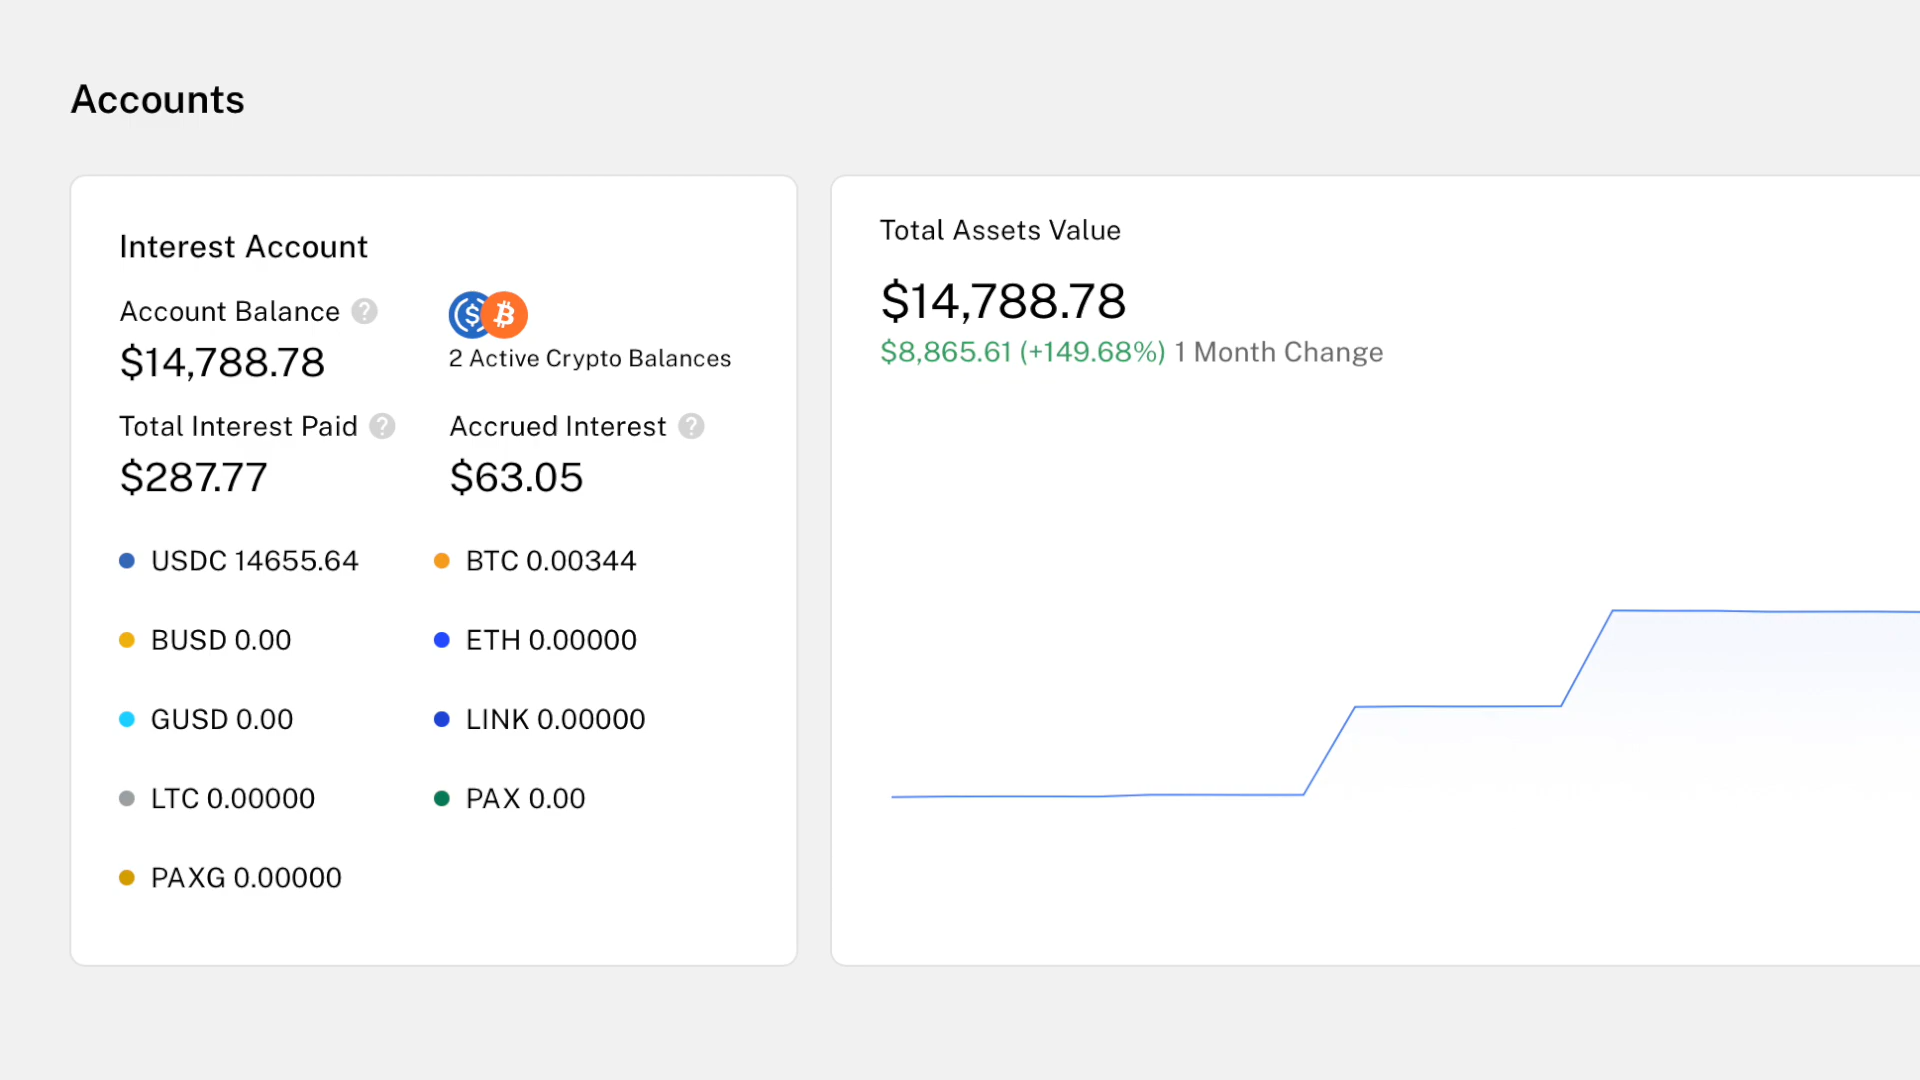 Accounts
Interest Account
Account Balance ?
$14,788.78
2 Active Crypto Balances
Total Interest Paid ?
$287.77
Accrued Interest ?
$63.05
USDC 14655.64
BTC 0.00344
BUSD 0.00
ETH 0.00000
GUSD 0.00
LINK 0.00000
LTC 0.00000
PAX 0.00
PAXG 0.00000
Total Assets Value
$14,788.78
$8,865.61 (+149.68%) 1 Month Change